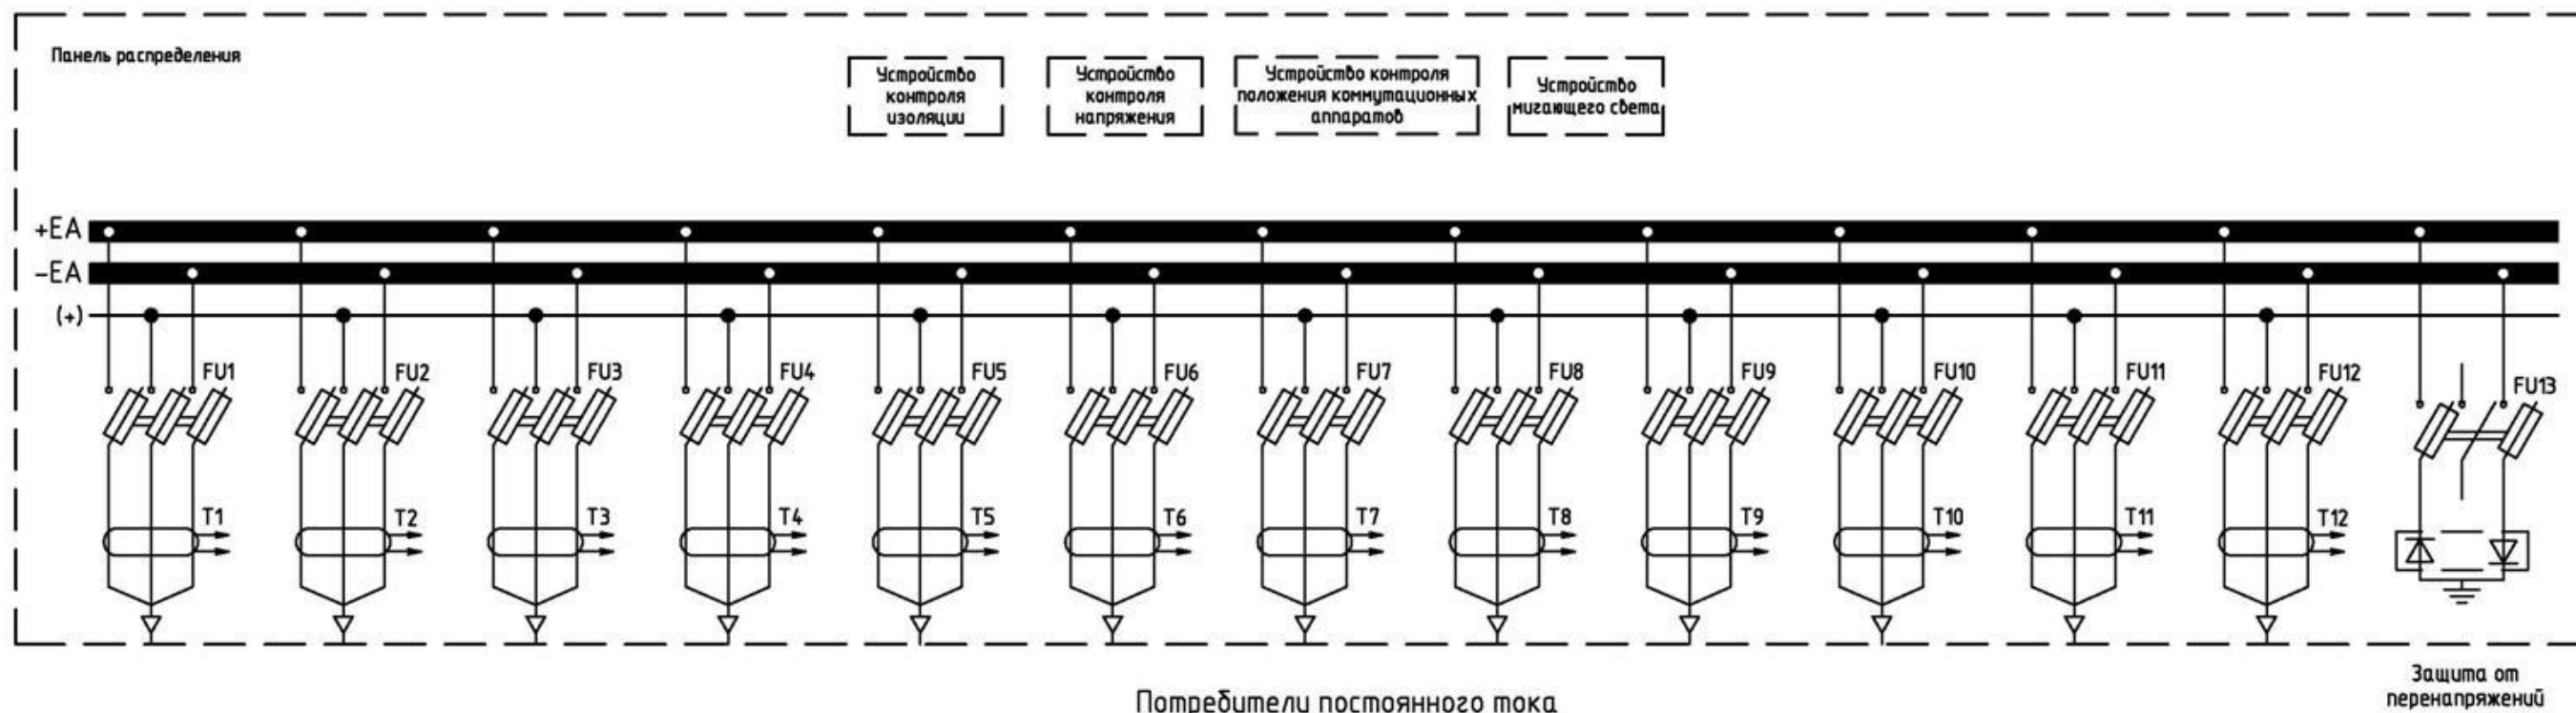 Панель распределения
Устройство
контроля
изоляции
Устройство
контроля
напряжения
Устройство контроля
положения коммутационных
аппаратов
Устройство
мигающего света
+EA
-EA
(+)
FU1
FU2
FU3
FU4
FU5
FU6
FU7
FU8
FU9
FU10
FU11
FU12
FU13
T1
T2
T3
T4
T5
T6
T7
T8
T9
T10
T11
T12
Защита от
перенапряжений
Потребители постоянного тока